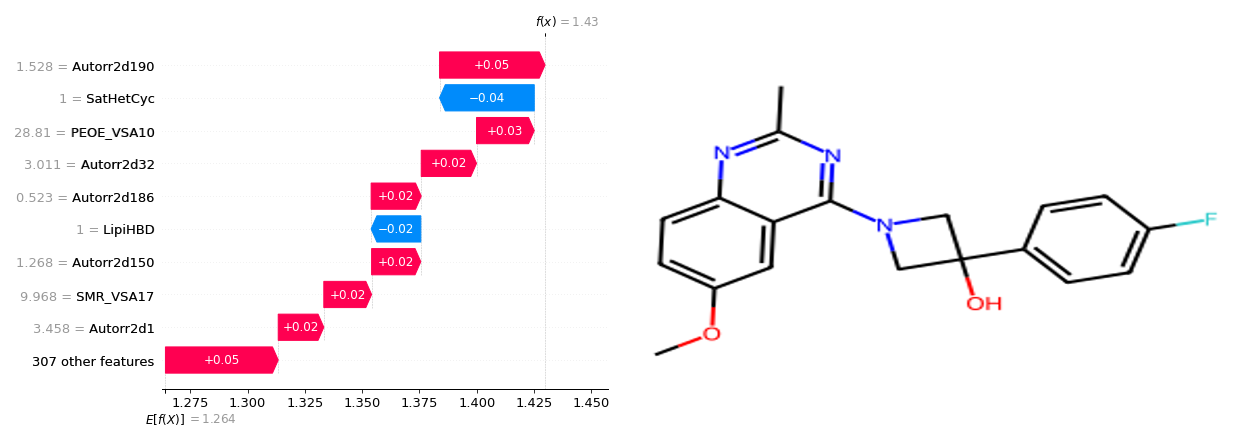 f(x) = 1.43
1.528 = Autorr2d190
+0.05
1 = SatHetCyc
−0.04
28.81 = PEOE_VSA10
+0.03
3.011 = Autorr2d32
+0.02
0.523 = Autorr2d186
+0.02
1 = LipiHBD
−0.02
1.268 = Autorr2d150
+0.02
9.968 = SMR_VSA17
+0.02
3.458 = Autorr2d1
+0.02
307 other features
+0.05
1.275 1.300 1.325 1.350 1.375 1.400 1.425 1.450
E[f(X)] = 1.264
N
N
N
F
OH
O